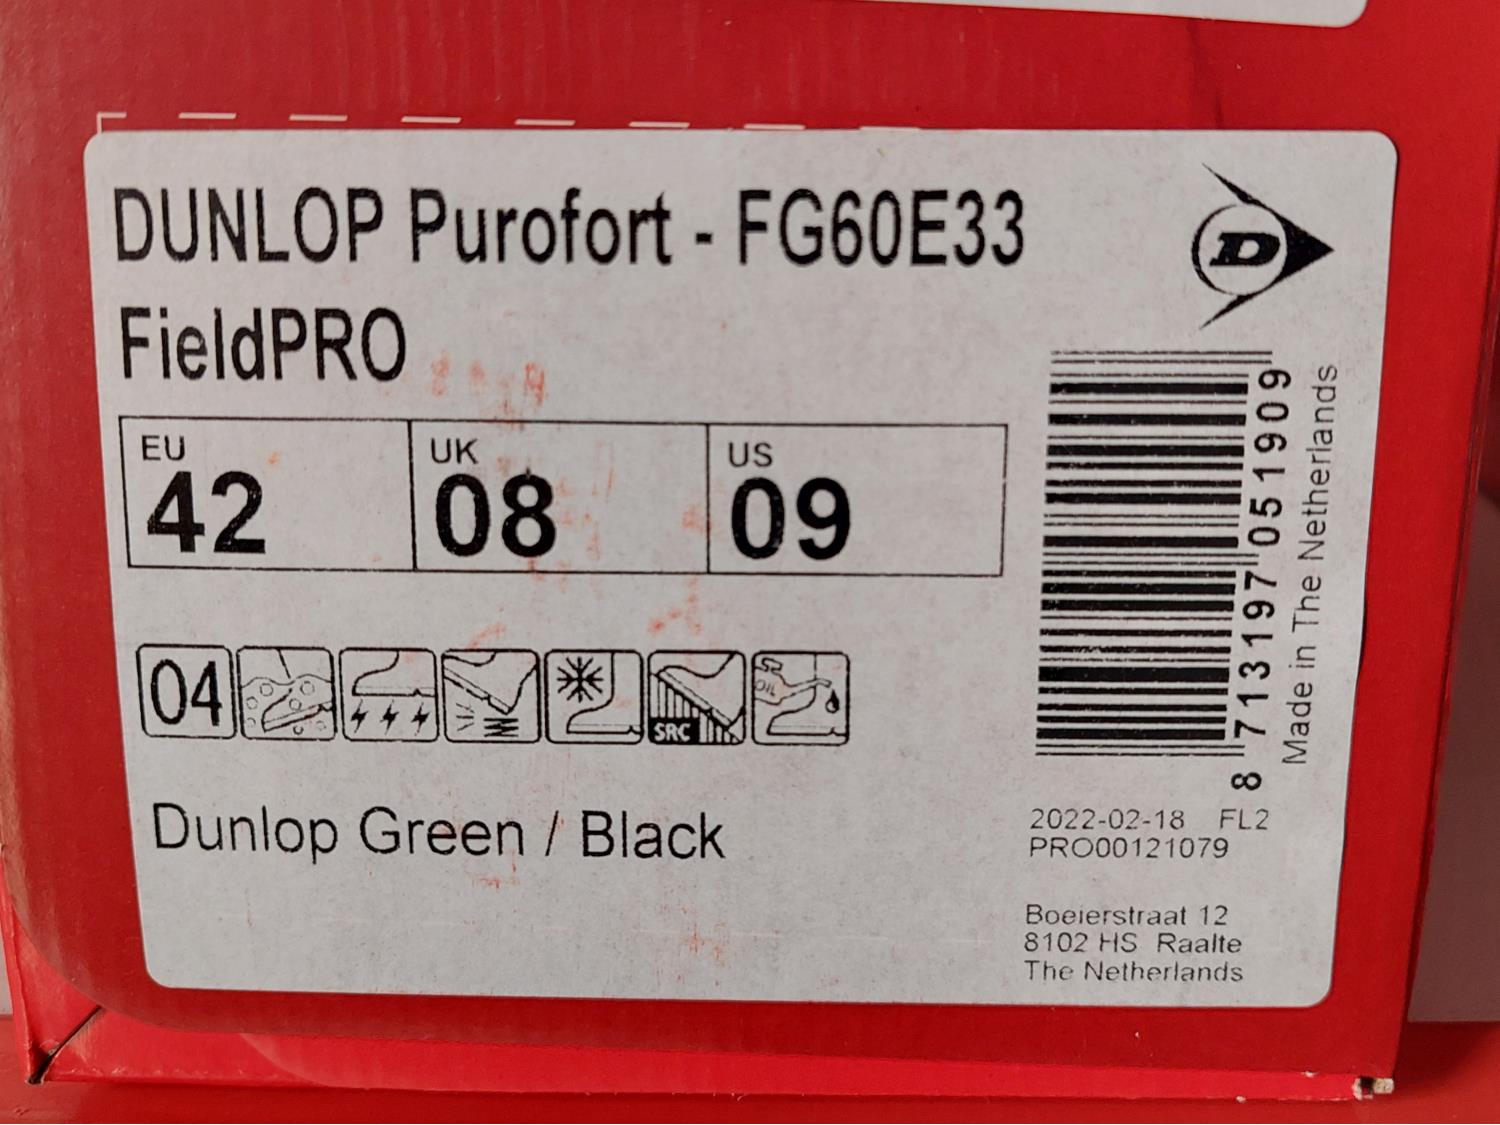 DUNLOP Purofort - FG60E33
FieldPRO
D
EU
42
UK
08
US
09
04
SRC
OIL
Dunlop Green / Black
8 713197 051909
Made in The Netherlands
2022-02-18 FL2
PRO00121079
Boeierstraat 12
8102 HS Raalte
The Netherlands